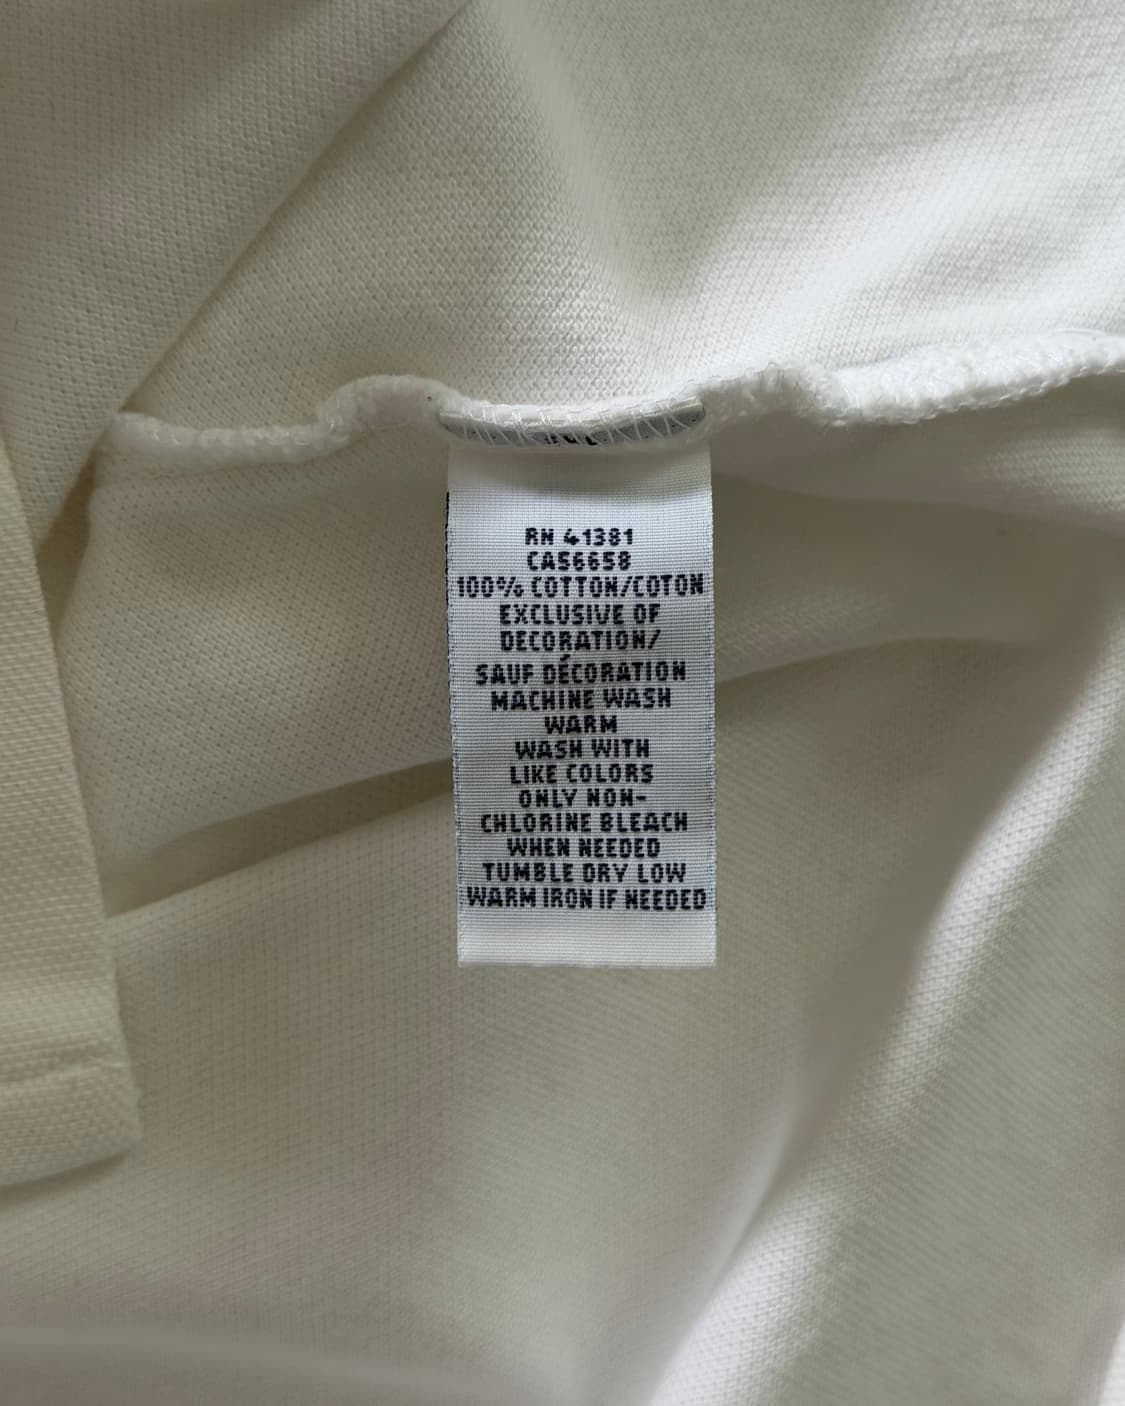 RN 41381
CA56658
100% COTTON/COTON
EXCLUSIVE OF
DECORATION/
SAUF DÉCORATION
MACHINE WASH
WARM
WASH WITH
LIKE COLORS
ONLY NON-
CHLORINE BLEACH
WHEN NEEDED
TUMBLE DRY LOW
WARM IRON IF NEEDED